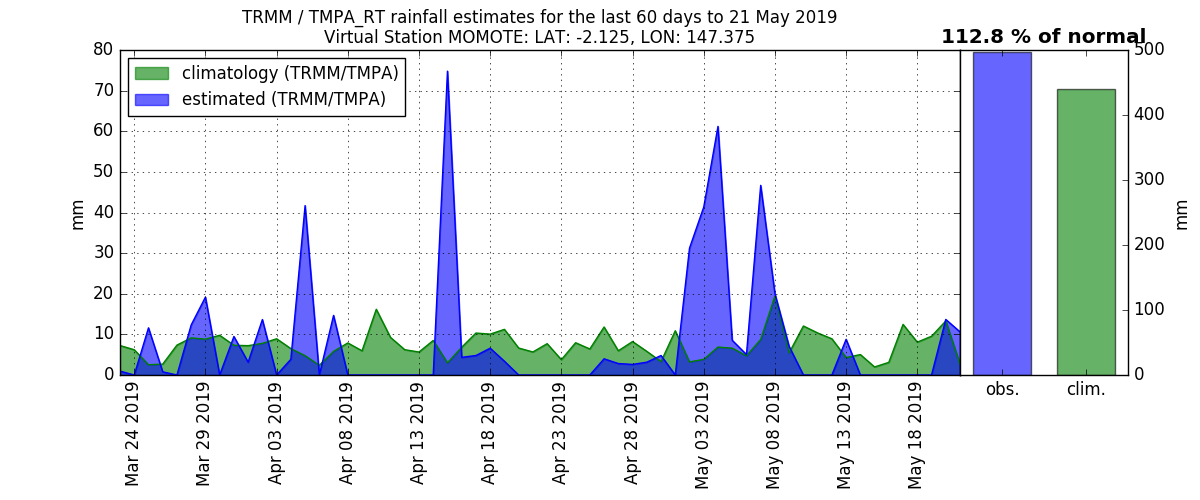 TRMM / TMPA_RT rainfall estimates for the last 60 days to 21 May 2019
Virtual Station MOMOTE: LAT: -2.125, LON: 147.375
112.8 % of normal
climatology (TRMM/TMPA)
estimated (TRMM/TMPA)
80
70
60
50
40
30
20
10
0
mm
Mar 24 2019
Mar 29 2019
Apr 03 2019
Apr 08 2019
Apr 13 2019
Apr 18 2019
Apr 23 2019
Apr 28 2019
May 03 2019
May 08 2019
May 13 2019
May 18 2019
obs.
clim.
500
400
300
200
100
0
mm